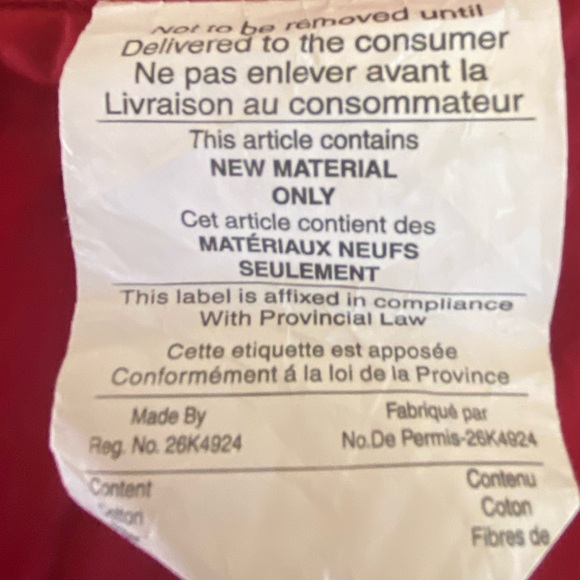 Not to be removed until
Delivered to the consumer
Ne pas enlever avant la
Livraison au consommateur
This article contains
NEW MATERIAL
ONLY
Cet article contient des
MATÉRIAUX NEUFS
SEULEMENT
This label is affixed in compliance
With Provincial Law
Cette etiquette est apposée
Conformément á la loi de la Province
Made By
Reg. No. 26K4924
Fabriqué par
No.De Permis-26K4924
Content
Contenu
Coton
Fibres de